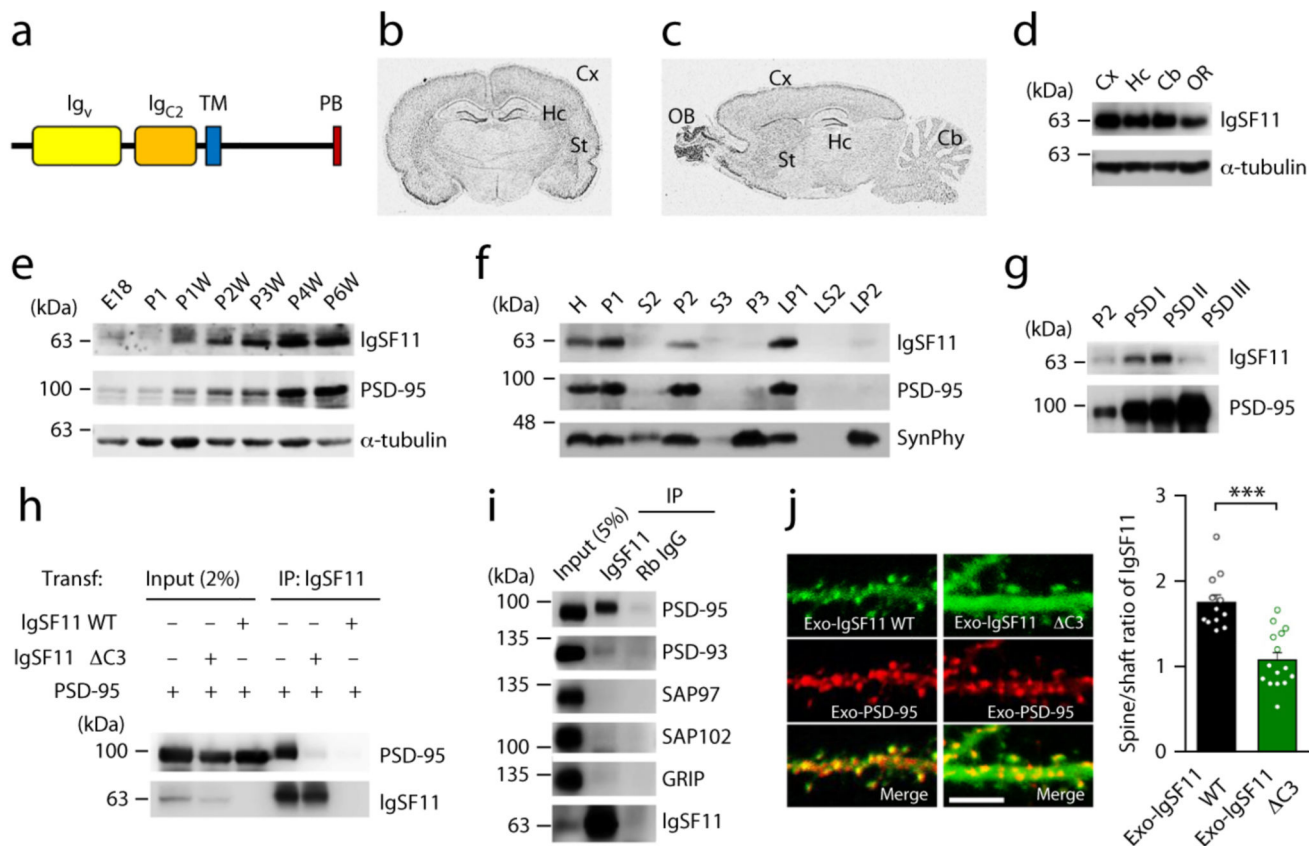 a
IgV
IgC2
TM
PB
b
Cx
Hc
St
c
Cx
OB
St
Hc
Cb
d
(kDa)
Cx
Hc
Cb
OR
63
IgSF11
63
α-tubulin
e
(kDa)
E18
P1
P1W
P2W
P3W
P4W
P6W
63
IgSF11
100
PSD-95
63
α-tubulin
f
(kDa)
H
P1
S2
P2
S3
P3
LP1
LS2
LP2
63
IgSF11
100
PSD-95
48
SynPhy
g
(kDa)
P2
PSD I
PSD II
PSD III
63
IgSF11
100
PSD-95
h
Transf: Input (2%) IP: IgSF11
IgSF11 WT – – + – – +
IgSF11 ΔC3 – + – – + –
PSD-95 + + + + + +
(kDa)
100
PSD-95
63
IgSF11
i
IP
(kDa)
Input (5%)
IgSF11
Rb IgG
100
PSD-95
135
PSD-93
135
SAP97
100
SAP102
135
GRIP
63
IgSF11
j
Exo-IgSF11 WT
Exo-IgSF11 ΔC3
Exo-PSD-95
Exo-PSD-95
Merge
Merge
Spine/shaft ratio of IgSF11
3
2
1
0
***
Exo-IgSF11
WT
Exo-IgSF11
ΔC3